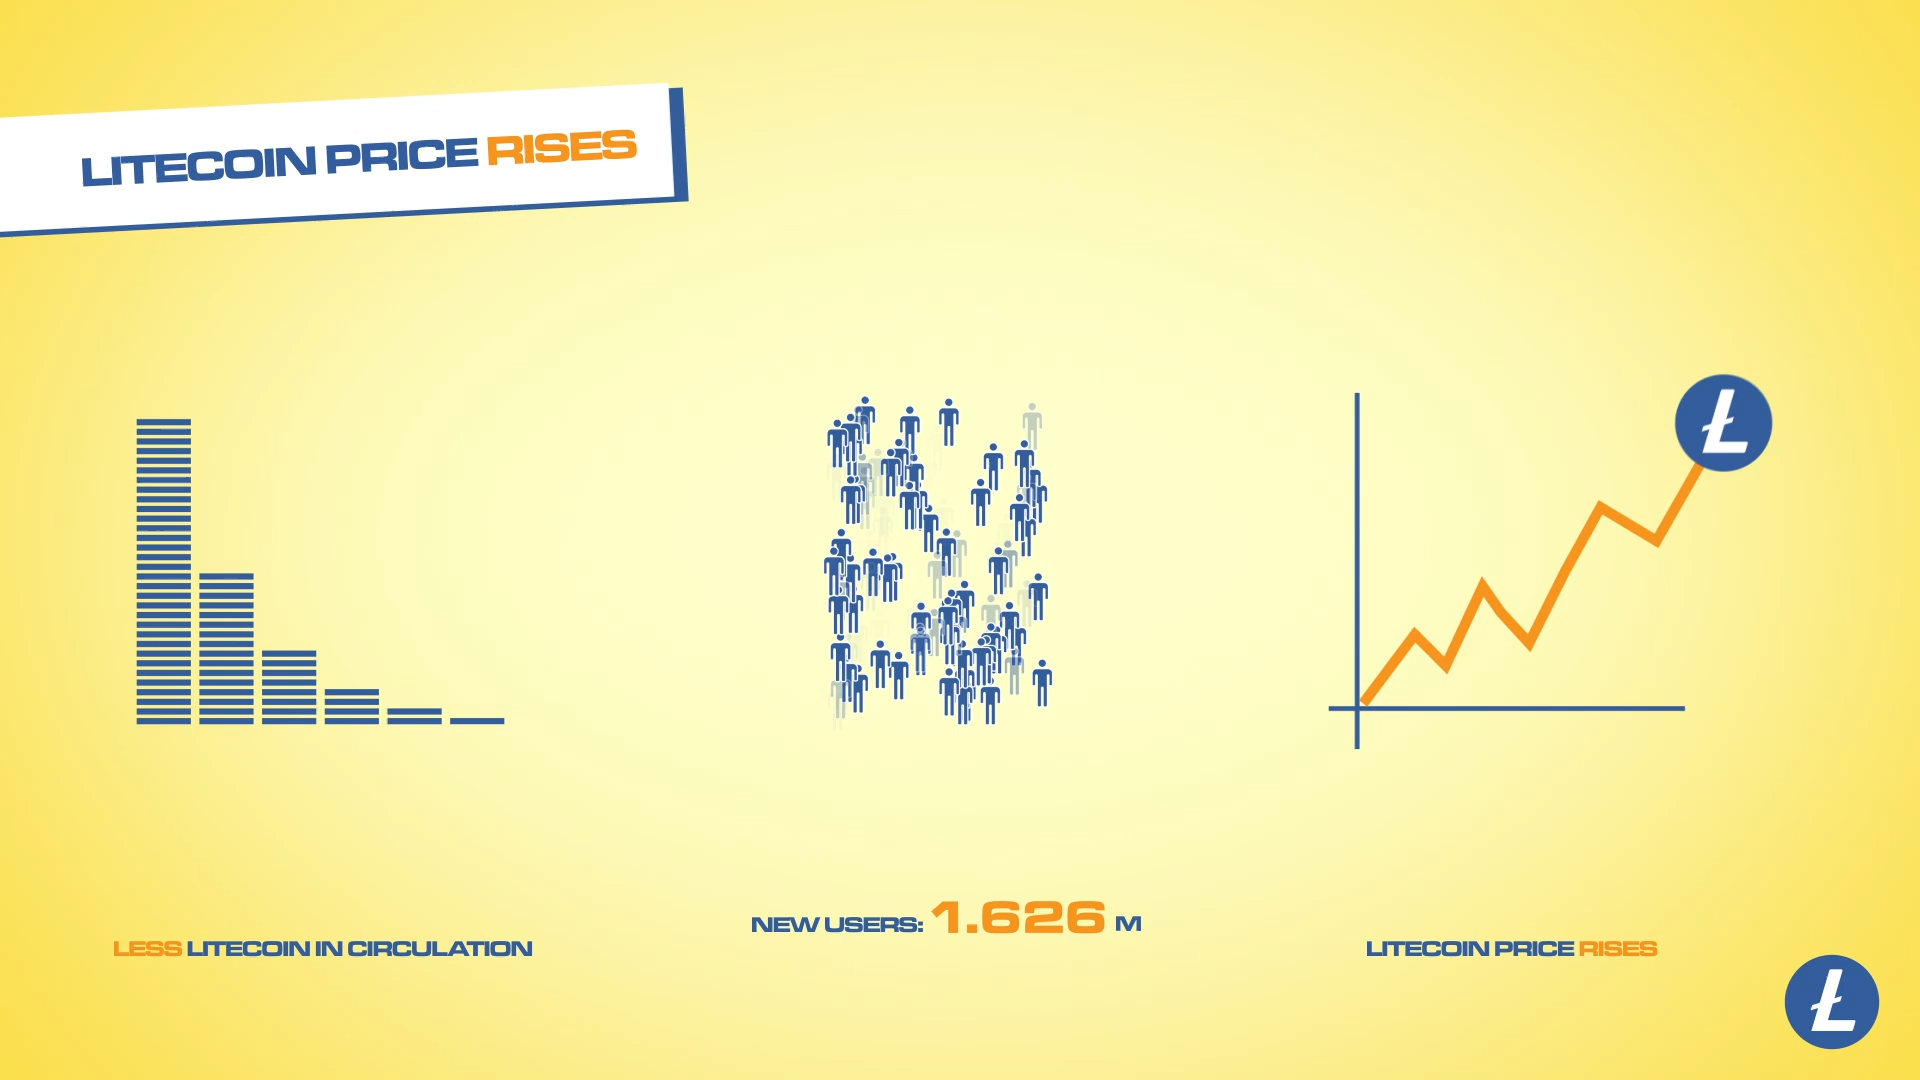 LITECOIN PRICE RISES
LESS LITECOIN IN CIRCULATION
NEW USERS: 1.626 M
LITECOIN PRICE RISES